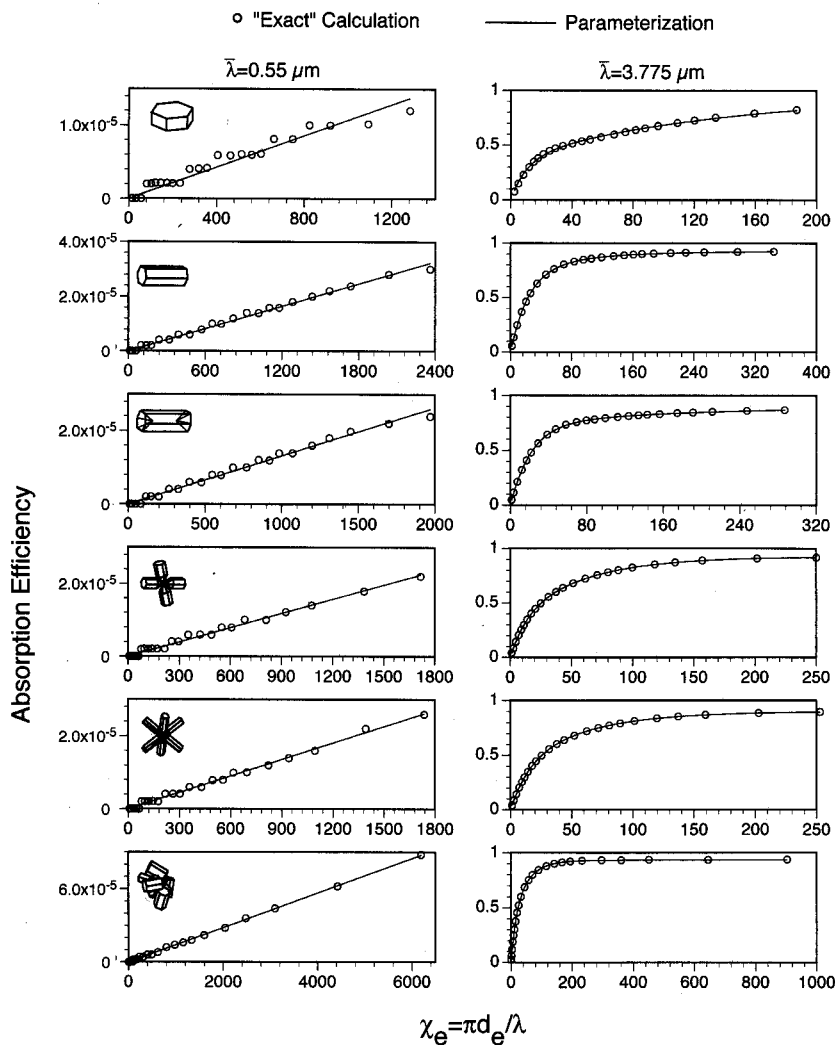 "Exact" Calculation
Parameterization
λ̅=0.55 μm
λ̅=3.775 μm
1.0x10⁻⁵
0
0 400 800 1200
1
0.5
0
0 40 80 120 160 200
4.0x10⁻⁵
2.0x10⁻⁵
0
600 1200 1800 2400
1
0.5
0
0 80 160 240 320 400
2.0x10⁻⁵
0
0 500 1000 1500 2000
1
0.5
0
0 80 160 240 320
2.0x10⁻⁵
0
0 300 600 900 1200 1500 1800
1
0.5
0
0 50 100 150 200 250
2.0x10⁻⁵
0
0 300 600 900 1200 1500 1800
1
0.5
0
0 50 100 150 200 250
6.0x10⁻⁵
0
0 2000 4000 6000
1
0.5
0
0 200 400 600 800 1000
Absorption Efficiency
χₑ=πdₑ/λ